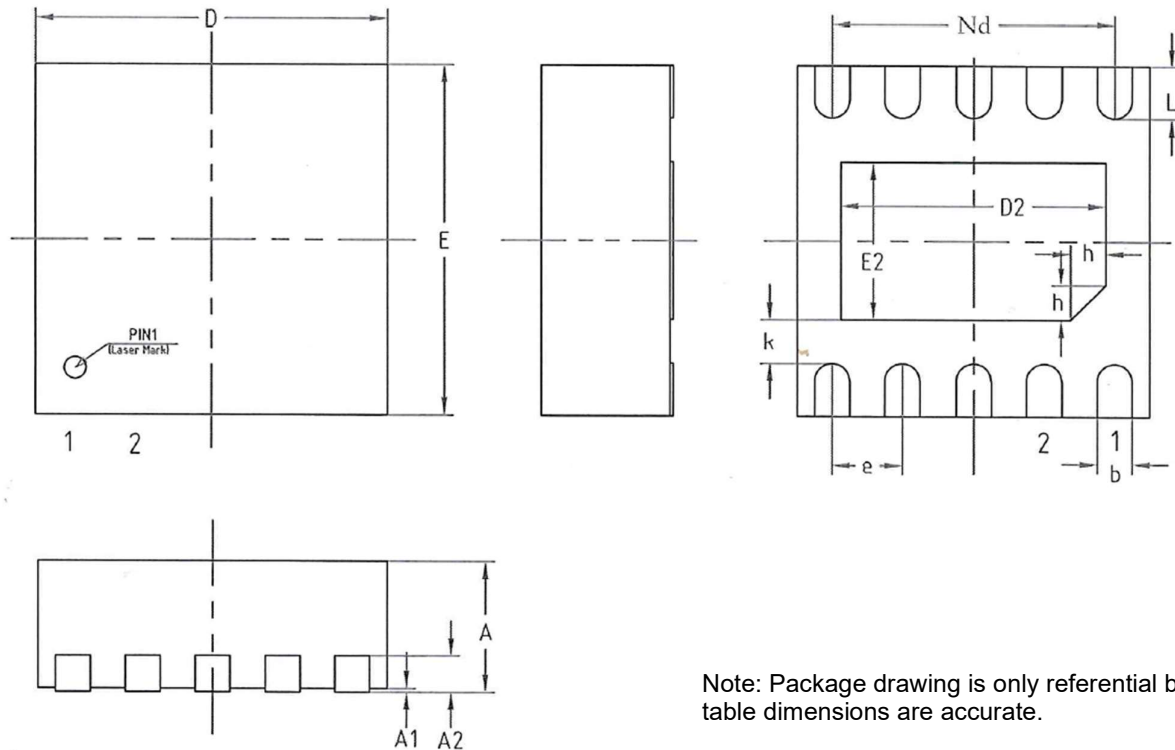 D
E
PIN1
(Laser Mark)
1 2
Nd
L
D2
E2
h
h
k
e
2 1
b
A
A1 A2
Note: Package drawing is only referential b
table dimensions are accurate.